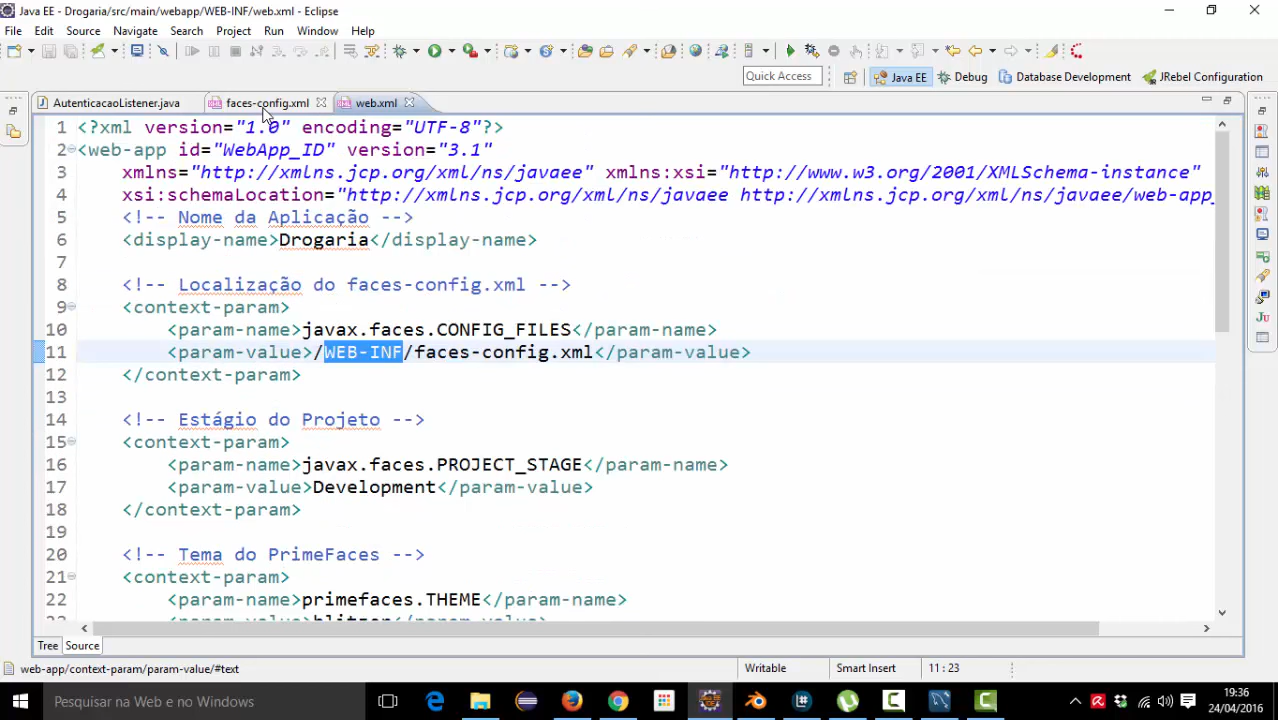 Java EE - Drogaria/src/main/webapp/WEB-INF/web.xml - Eclipse
File Edit Source Navigate Search Project Run Window Help
Quick Access Java EE Debug Database Development JRebel Configuration
AutenticacaoListener.java faces-config.xml web.xml
1 <?xml version="1.0" encoding="UTF-8"?>
2 <web-app id="WebApp_ID" version="3.1"
3 xmlns="http://xmlns.jcp.org/xml/ns/javaee" xmlns:xsi="http://www.w3.org/2001/XMLSchema-instance"
4 xsi:schemaLocation="http://xmlns.jcp.org/xml/ns/javaee http://xmlns.jcp.org/xml/ns/javaee/web-app_
5 <!-- Nome da Aplicação -->
6 <display-name>Drogaria</display-name>
7
8 <!-- Localização do faces-config.xml -->
9 <context-param>
10 <param-name>javax.faces.CONFIG_FILES</param-name>
11 <param-value>/WEB-INF/faces-config.xml</param-value>
12 </context-param>
13
14 <!-- Estágio do Projeto -->
15 <context-param>
16 <param-name>javax.faces.PROJECT_STAGE</param-name>
17 <param-value>Development</param-value>
18 </context-param>
19
20 <!-- Tema do PrimeFaces -->
21 <context-param>
22 <param-name>primefaces.THEME</param-name>
Tree Source
web-app/context-param/param-value/#text Writable Smart Insert 11 : 23
Pesquisar na Web e no Windows
19:36
24/04/2016